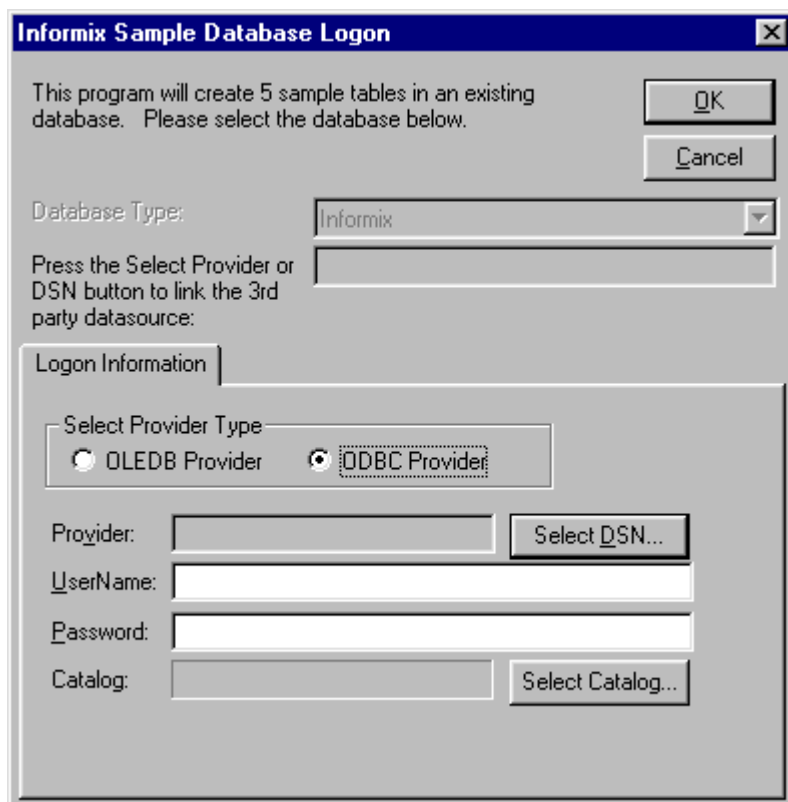 Informix Sample Database Logon
This program will create 5 sample tables in an existing
database.   Please select the database below.
OK
Cancel
Database Type:
Informix
Press the Select Provider or
DSN button to link the 3rd
party datasource:
Logon Information
Select Provider Type
OLEDB Provider
ODBC Provider
Provider:
Select DSN...
UserName:
Password:
Catalog:
Select Catalog...